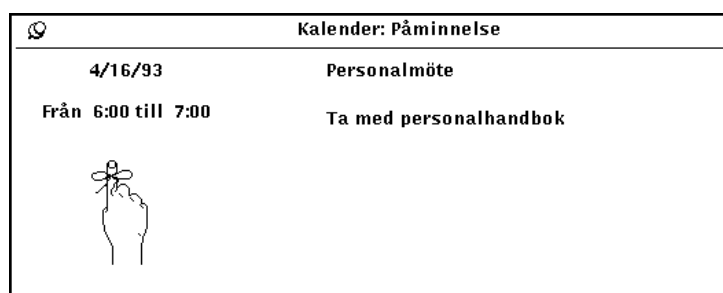 Kalender: Påminnelse
4/16/93
Personalmöte
Från 6:00 till 7:00
Ta med personalhandbok